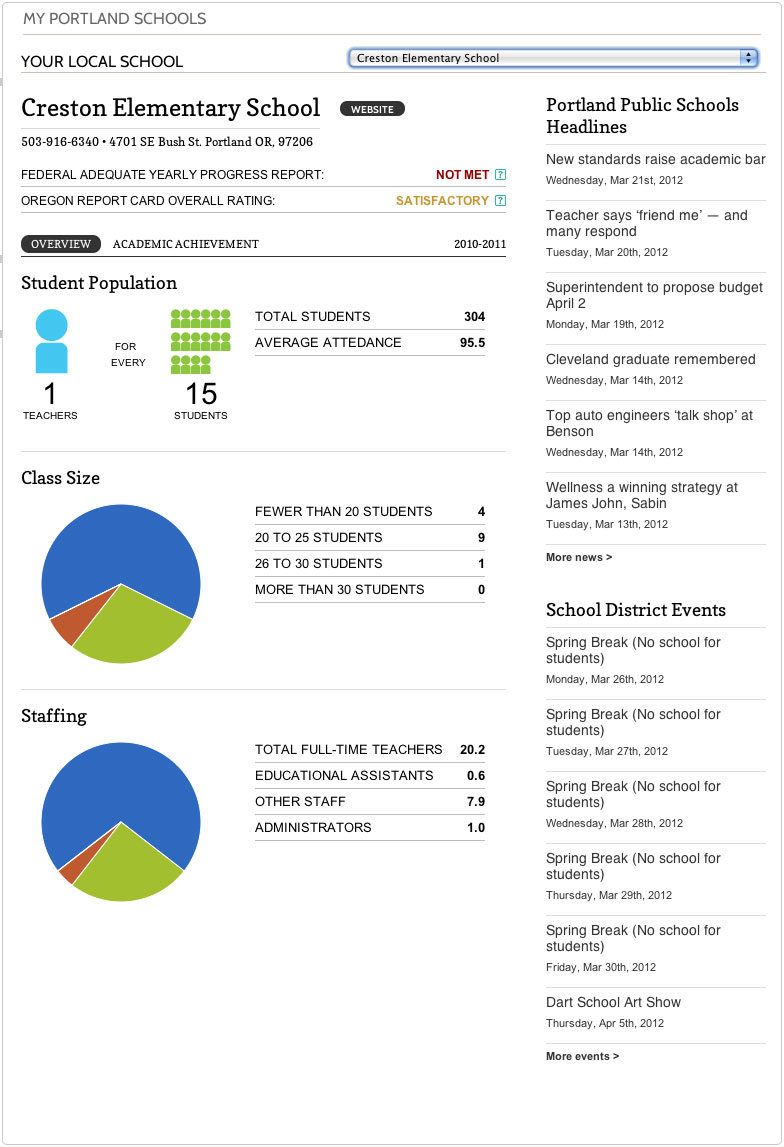 MY PORTLAND SCHOOLS
YOUR LOCAL SCHOOL
Creston Elementary School
Creston Elementary School
WEBSITE
503-916-6340 • 4701 SE Bush St. Portland OR, 97206
FEDERAL ADEQUATE YEARLY PROGRESS REPORT: NOT MET ?
OREGON REPORT CARD OVERALL RATING: SATISFACTORY ?
OVERVIEW ACADEMIC ACHIEVEMENT 2010-2011
Student Population
FOR
EVERY
1
TEACHERS
15
STUDENTS
TOTAL STUDENTS 304
AVERAGE ATTEDANCE 95.5
Class Size
FEWER THAN 20 STUDENTS 4
20 TO 25 STUDENTS 9
26 TO 30 STUDENTS 1
MORE THAN 30 STUDENTS 0
Staffing
TOTAL FULL-TIME TEACHERS 20.2
EDUCATIONAL ASSISTANTS 0.6
OTHER STAFF 7.9
ADMINISTRATORS 1.0
Portland Public Schools
Headlines
New standards raise academic bar
Wednesday, Mar 21st, 2012
Teacher says ‘friend me’ — and
many respond
Tuesday, Mar 20th, 2012
Superintendent to propose budget
April 2
Monday, Mar 19th, 2012
Cleveland graduate remembered
Wednesday, Mar 14th, 2012
Top auto engineers ‘talk shop’ at
Benson
Wednesday, Mar 14th, 2012
Wellness a winning strategy at
James John, Sabin
Tuesday, Mar 13th, 2012
More news >
School District Events
Spring Break (No school for
students)
Monday, Mar 26th, 2012
Spring Break (No school for
students)
Tuesday, Mar 27th, 2012
Spring Break (No school for
students)
Wednesday, Mar 28th, 2012
Spring Break (No school for
students)
Thursday, Mar 29th, 2012
Spring Break (No school for
students)
Friday, Mar 30th, 2012
Dart School Art Show
Thursday, Apr 5th, 2012
More events >